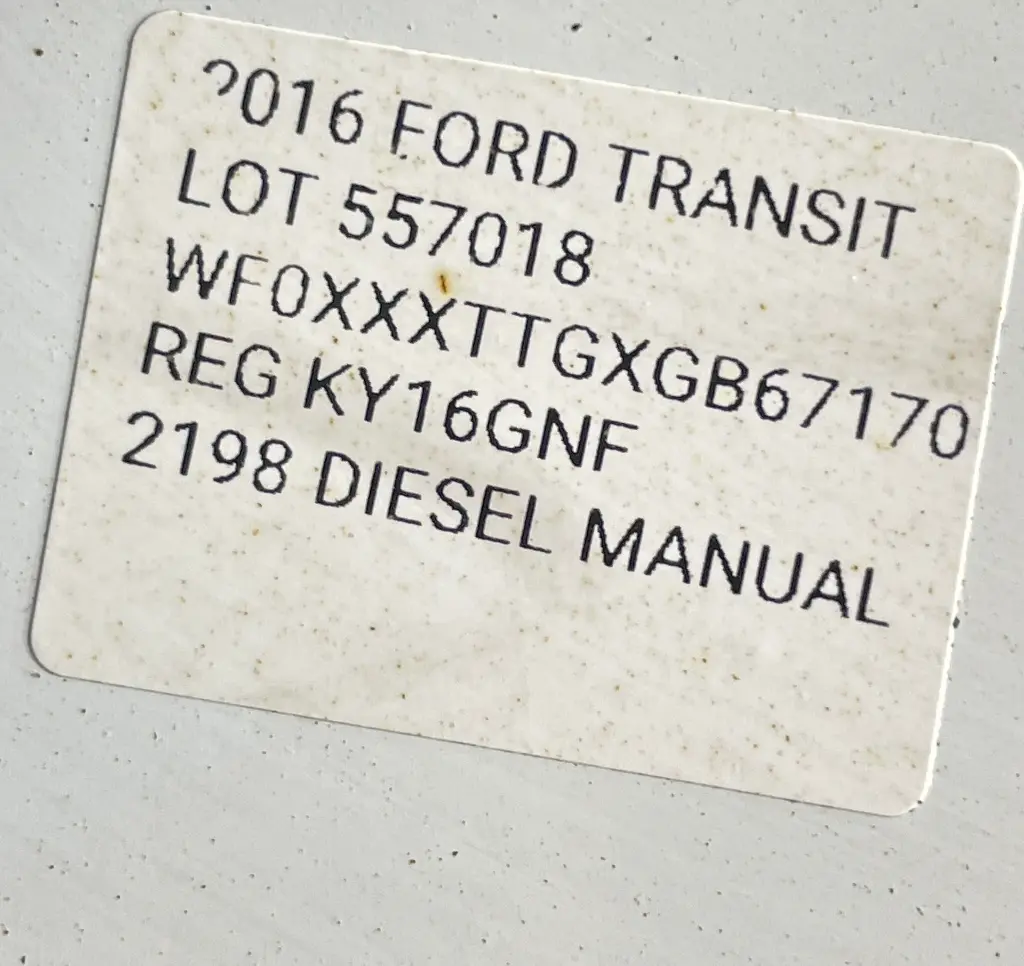 2016 FORD TRANSIT
LOT 557018
WF0XXXTTGXGB67170
REG KY16GNF
2198 DIESEL MANUAL